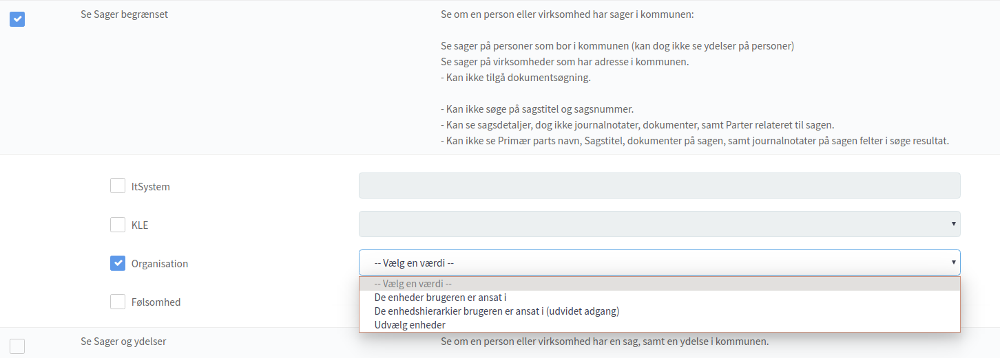 Se Sager begrænset
Se om en person eller virksomhed har sager i kommunen:
Se sager på personer som bor i kommunen (kan dog ikke se ydelser på personer)
Se sager på virksomheder som har adresse i kommunen.
- Kan ikke tilgå dokumentsøgning.
- Kan ikke søge på sagstitel og sagsnummer.
- Kan se sagsdetaljer, dog ikke journalnotater, dokumenter, samt Parter relateret til sagen.
- Kan ikke se Primær parts navn, Sagstitel, dokumenter på sagen, samt journalnotater på sagen felter i søge resultat.
ItSystem
KLE
Organisation
-- Vælg en værdi --
-- Vælg en værdi --
De enheder brugeren er ansat i
De enhedshierarkier brugeren er ansat i (udvidet adgang)
Udvælg enheder
Følsomhed
Se Sager og ydelser
Se om en person eller virksomhed har en sag, samt en ydelse i kommunen.